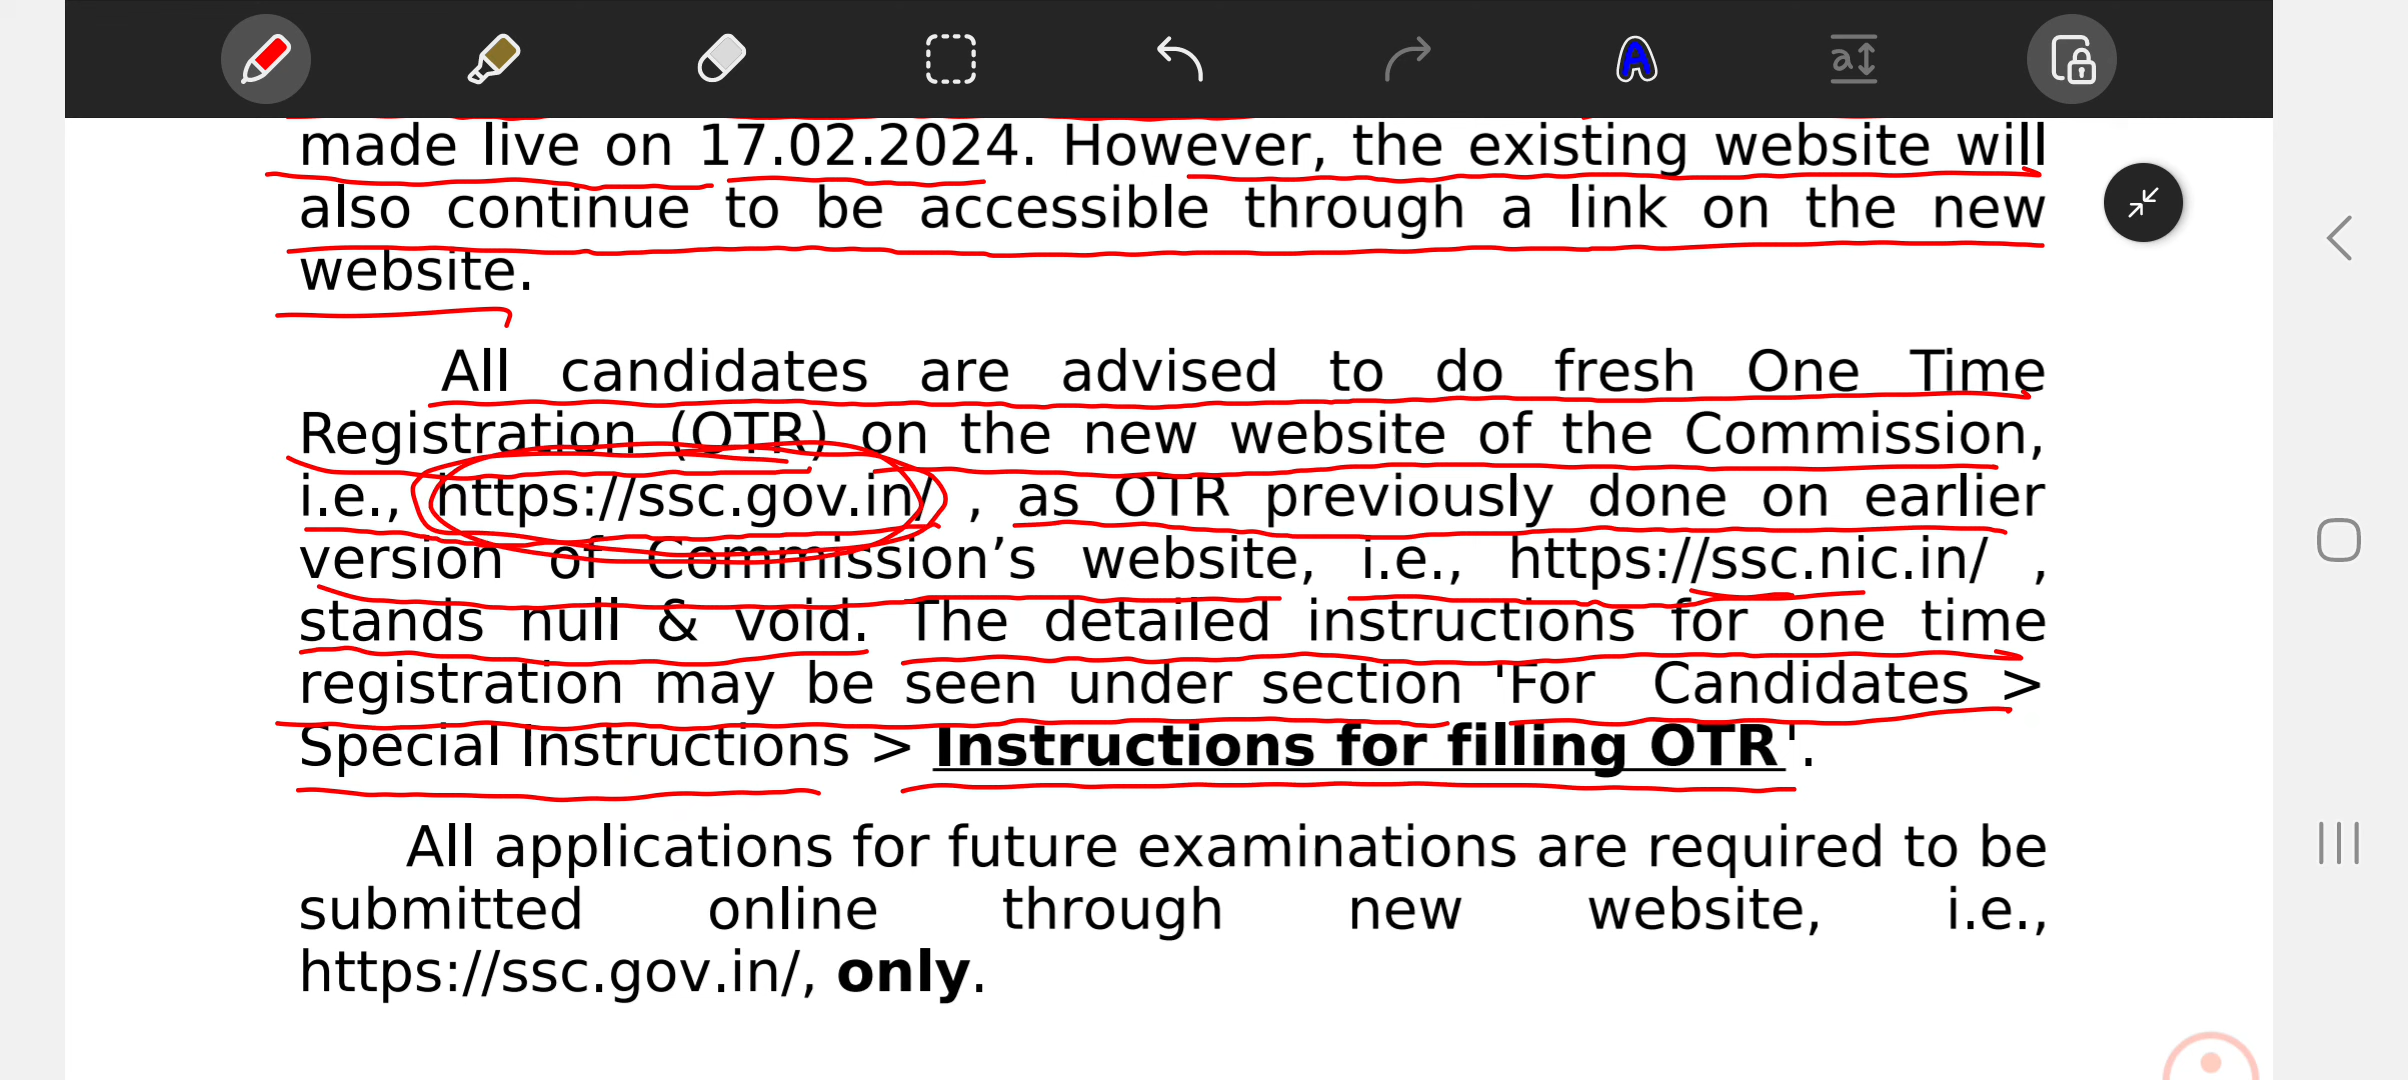 made live on 17.02.2024. However, the existing website will
also continue to be accessible through a link on the new
website.
All candidates are advised to do fresh One Time
Registration (OTR) on the new website of the Commission,
i.e., https://ssc.gov.in/ , as OTR previously done on earlier
version of Commission’s website, i.e., https://ssc.nic.in/ ,
stands null & void. The detailed instructions for one time
registration may be seen under section 'For Candidates >
Special Instructions > Instructions for filling OTR'.
All applications for future examinations are required to be
submitted online through new website, i.e.,
https://ssc.gov.in/, only.